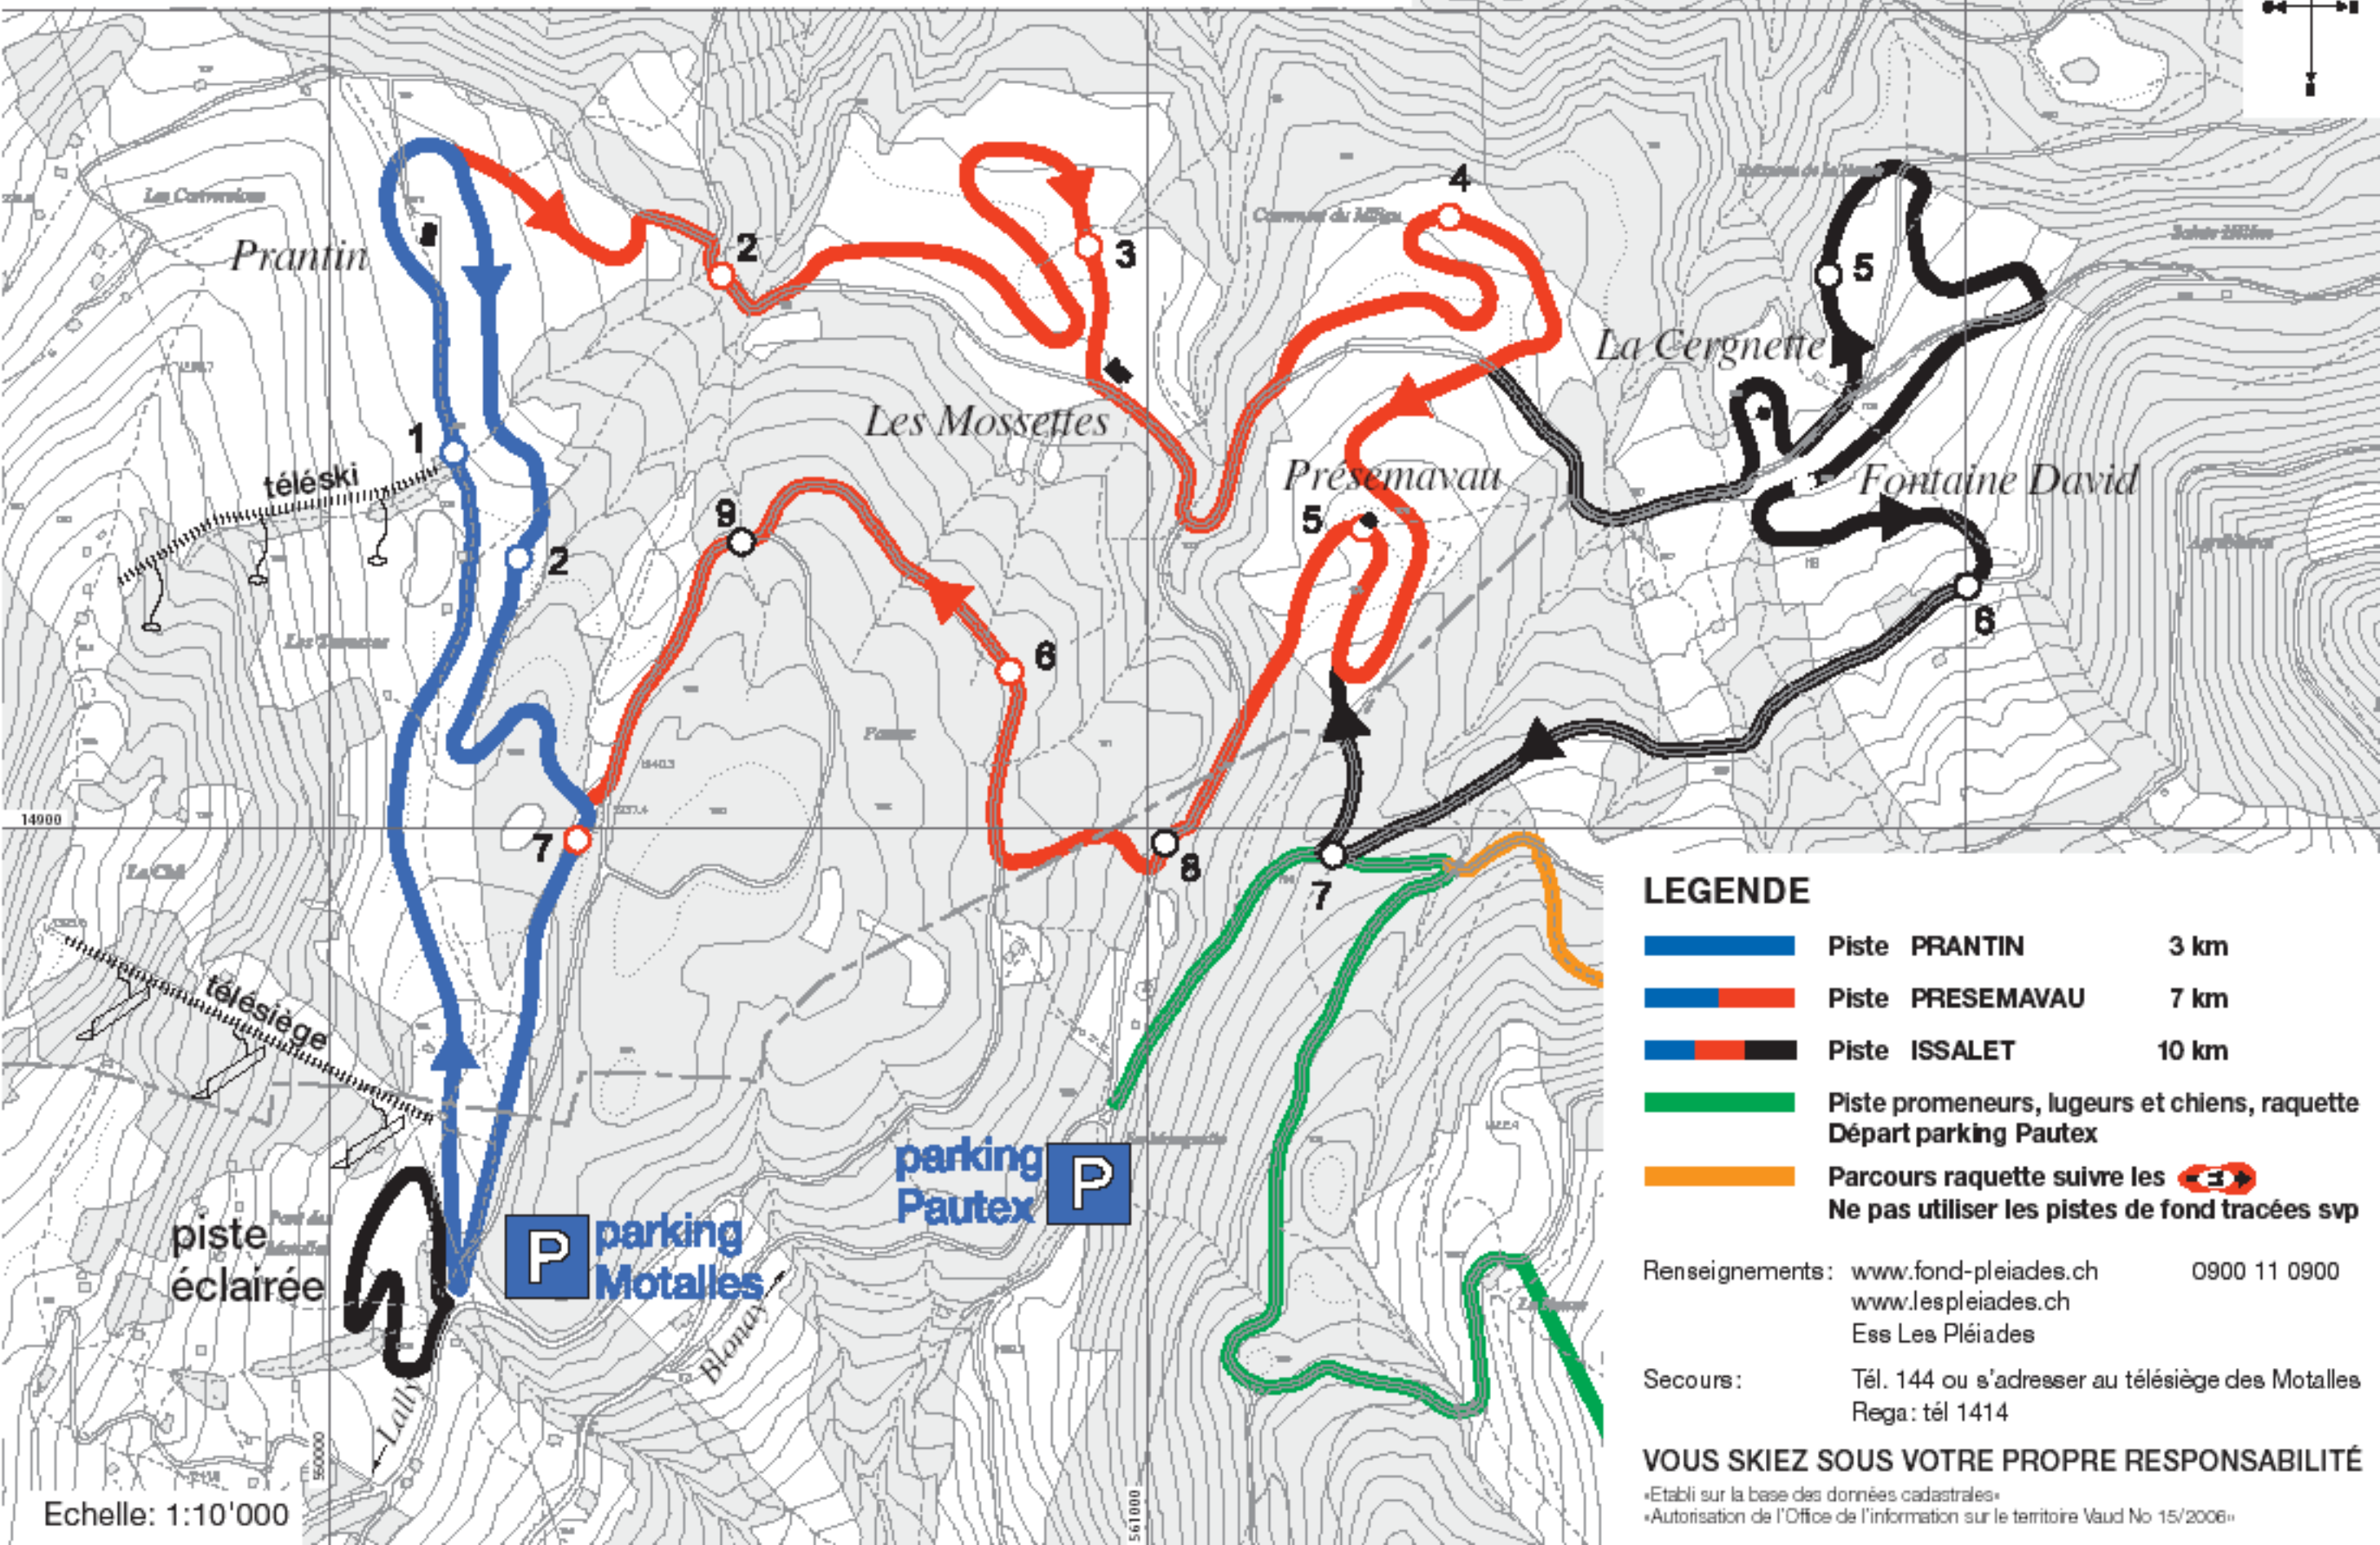 Prantin
2
3
4
5
La Cergnette
Les Mossettes
1
téléski
Présemavau
Fontaine David
9
5
2
6
6
14900
7
8
7
télésiège
parking
Pautex
P
piste
éclairée
P
parking
Motalles
Blonay
Lally
560000
561000
Echelle: 1:10'000
LEGENDE
Piste PRANTIN 3 km
Piste PRESEMAVAU 7 km
Piste ISSALET 10 km
Piste promeneurs, lugeurs et chiens, raquette
Départ parking Pautex
Parcours raquette suivre les
Ne pas utiliser les pistes de fond tracées svp
Renseignements: www.fond-pleiades.ch 0900 11 0900
www.lespleiades.ch
Ess Les Pléiades
Secours: Tél. 144 ou s'adresser au télésiège des Motalles
Rega: tél 1414
VOUS SKIEZ SOUS VOTRE PROPRE RESPONSABILITÉ
«Etabli sur la base des données cadastrales»
«Autorisation de l'Office de l'information sur le territoire Vaud No 15/2006»